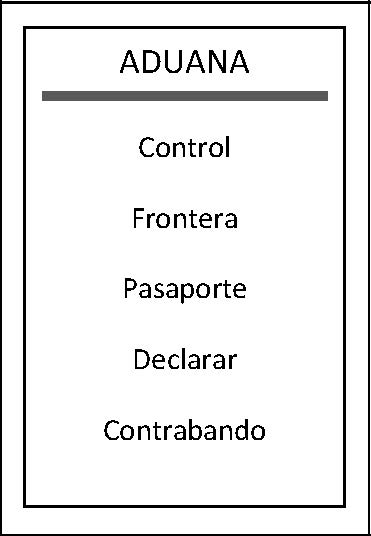 ADUANA
Control
Frontera
Pasaporte
Declarar
Contrabando